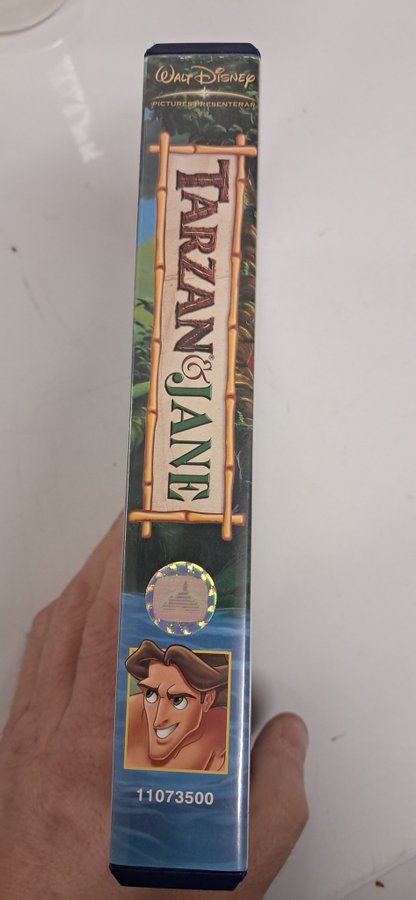 WALT DISNEY
PICTURES PRESENTERAR
TARZAN® & JANE
11073500